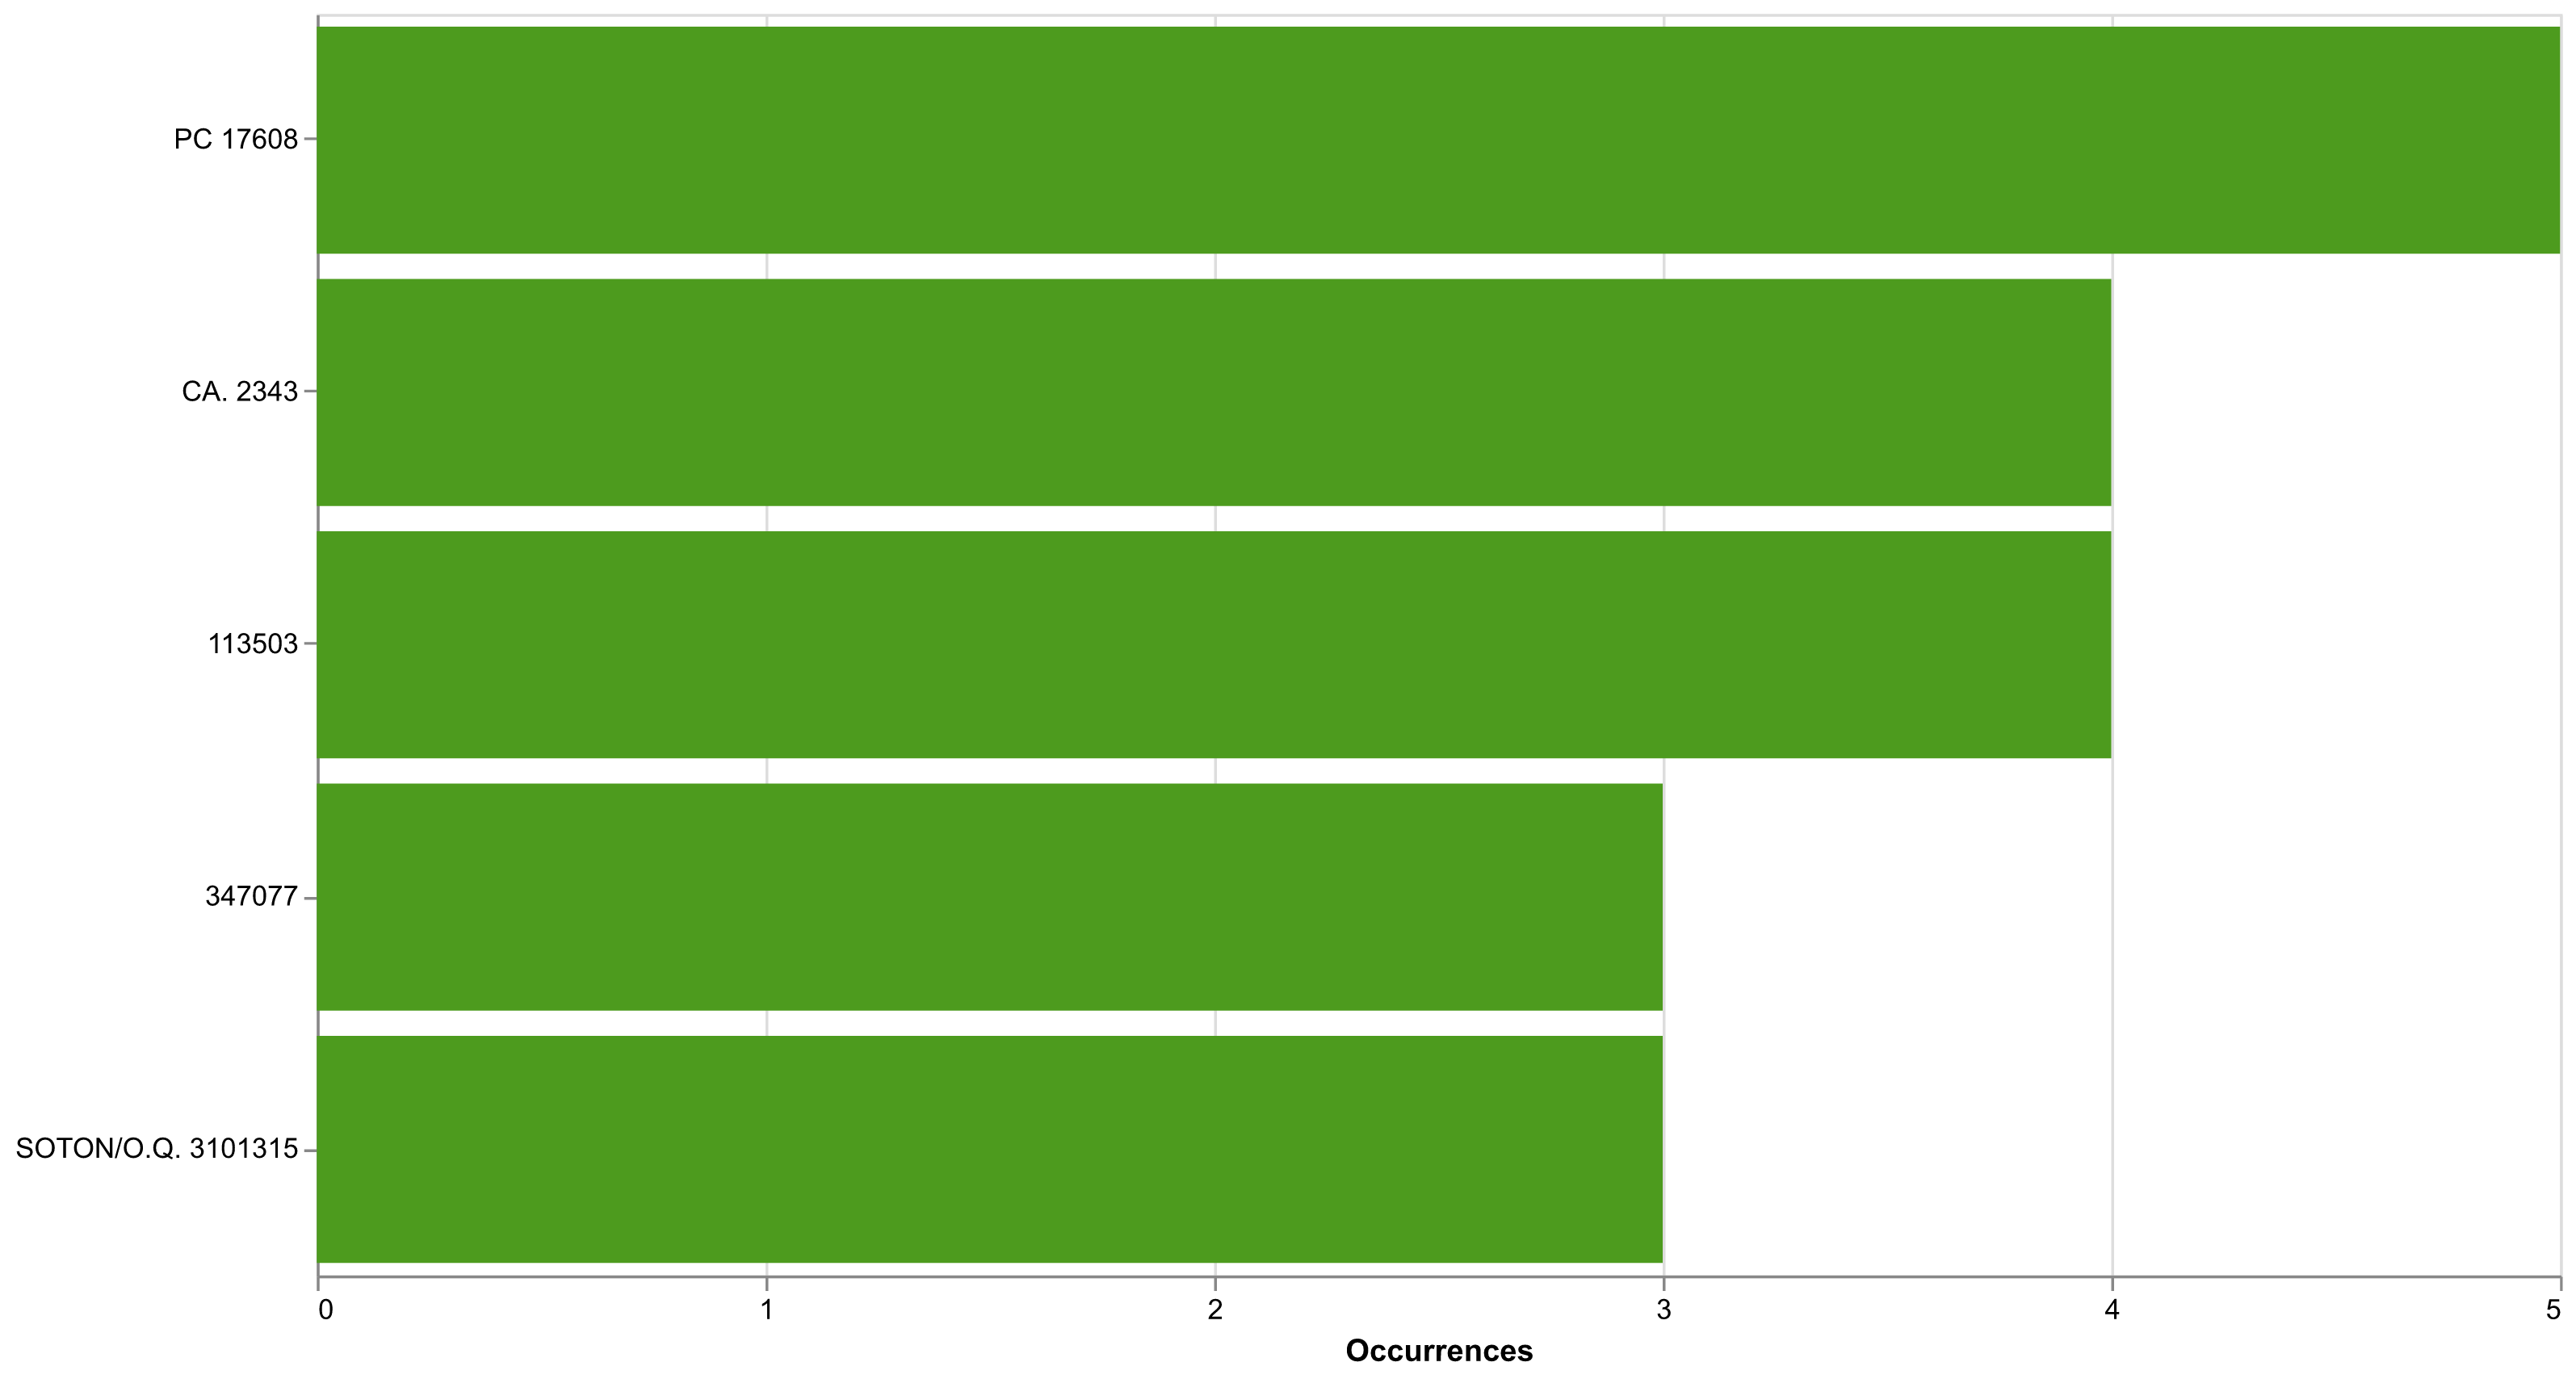 PC 17608
CA. 2343
113503
347077
SOTON/O.Q. 3101315
0 1 2 3 4 5
Occurrences